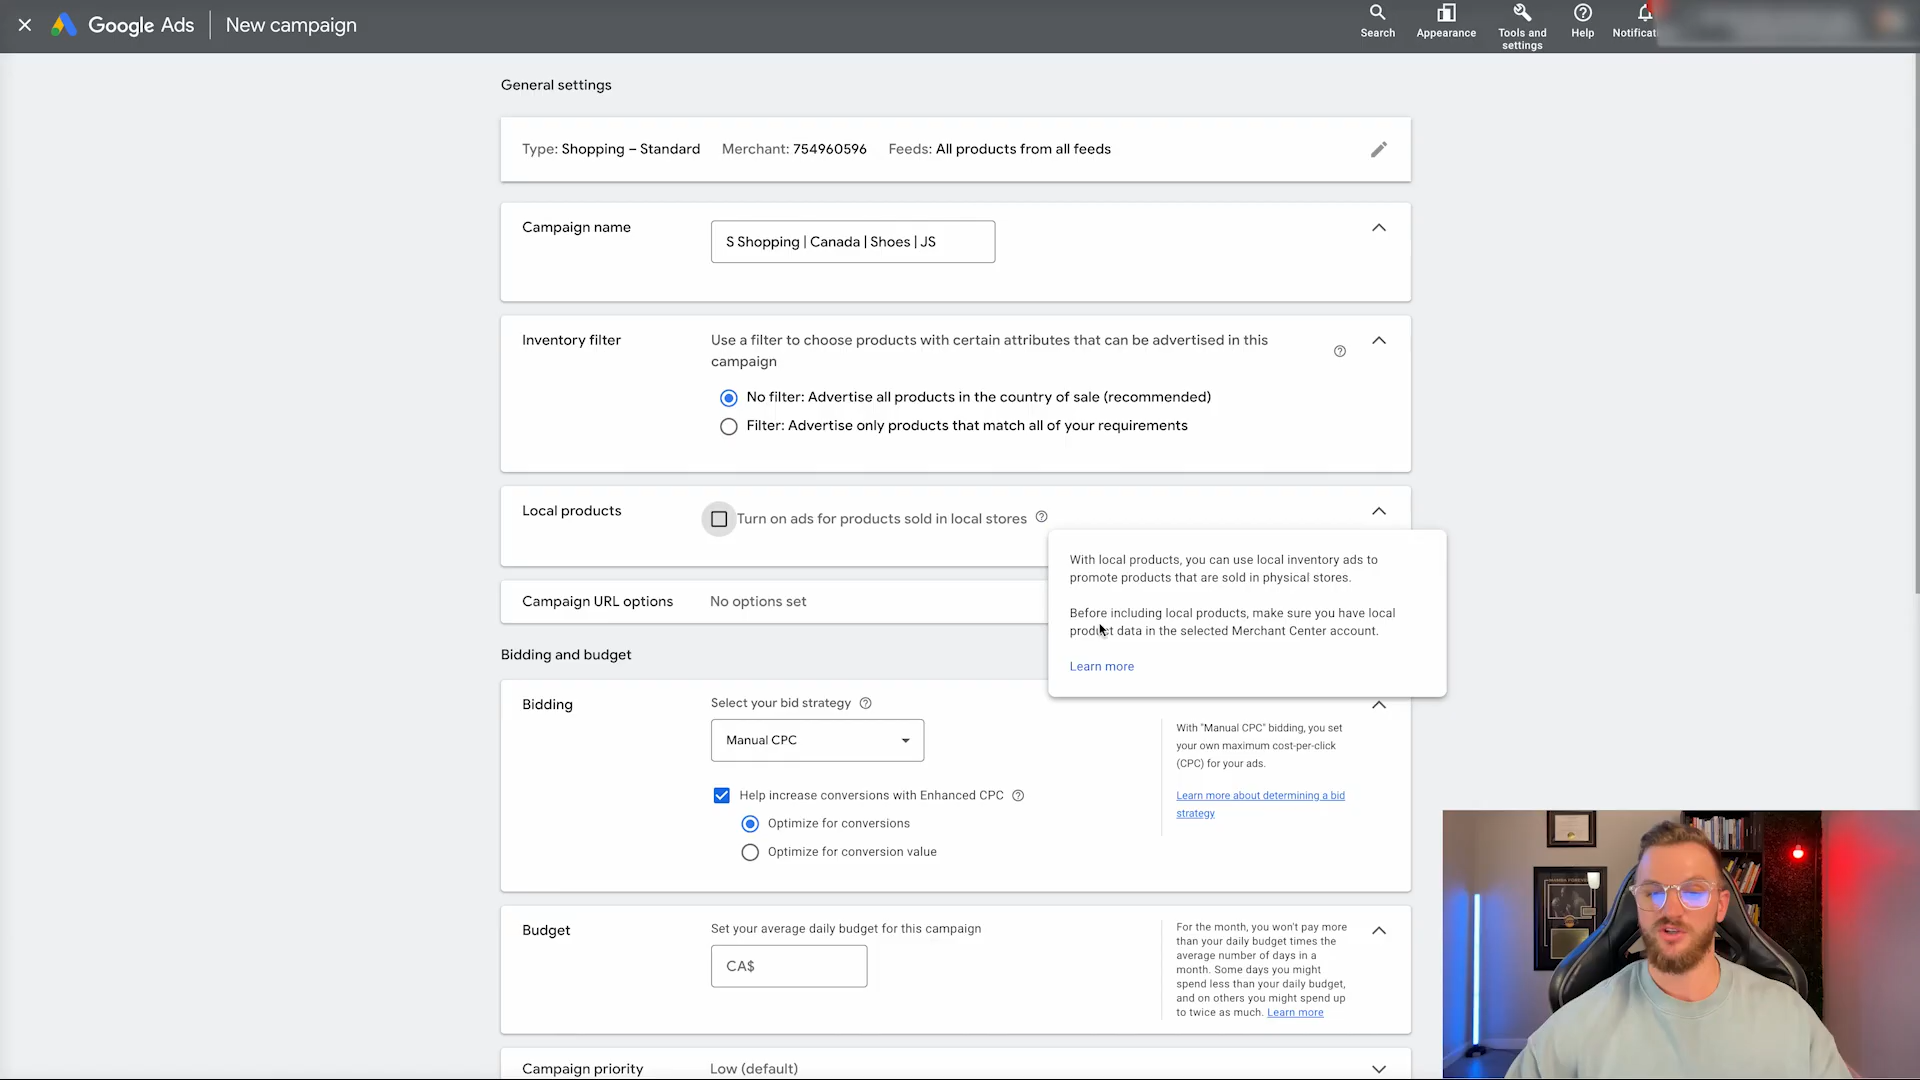 Google Ads
New campaign
Search
Appearance
Tools and
settings
Help
Notificat
General settings
Type: Shopping – Standard
Merchant: 754960596
Feeds: All products from all feeds
Campaign name
S Shopping | Canada | Shoes | JS
Inventory filter
Use a filter to choose products with certain attributes that can be advertised in this
campaign
No filter: Advertise all products in the country of sale (recommended)
Filter: Advertise only products that match all of your requirements
Local products
Turn on ads for products sold in local stores
With local products, you can use local inventory ads to
promote products that are sold in physical stores.
Before including local products, make sure you have local
product data in the selected Merchant Center account.
Learn more
Campaign URL options
No options set
Bidding and budget
Bidding
Select your bid strategy
Manual CPC
Help increase conversions with Enhanced CPC
Optimize for conversions
Optimize for conversion value
With "Manual CPC" bidding, you set
your own maximum cost-per-click
(CPC) for your ads.
Learn more about determining a bid
strategy
Budget
Set your average daily budget for this campaign
CA$
For the month, you won't pay more
than your daily budget times the
average number of days in a
month. Some days you might
spend less than your daily budget,
and on others you might spend up
to twice as much. Learn more
Campaign priority
Low (default)